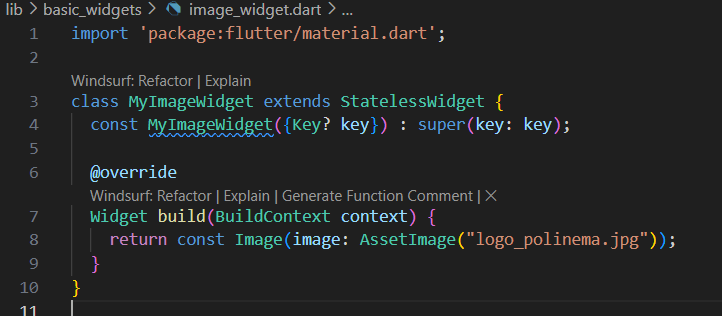 lib > basic_widgets > image_widget.dart > ...
1 import 'package:flutter/material.dart';
2
Windsurf: Refactor | Explain
3 class MyImageWidget extends StatelessWidget {
4 const MyImageWidget({Key? key}) : super(key: key);
5
6 @override
Windsurf: Refactor | Explain | Generate Function Comment | ×
7 Widget build(BuildContext context) {
8 return const Image(image: AssetImage("logo_polinema.jpg"));
9 }
10 }
11